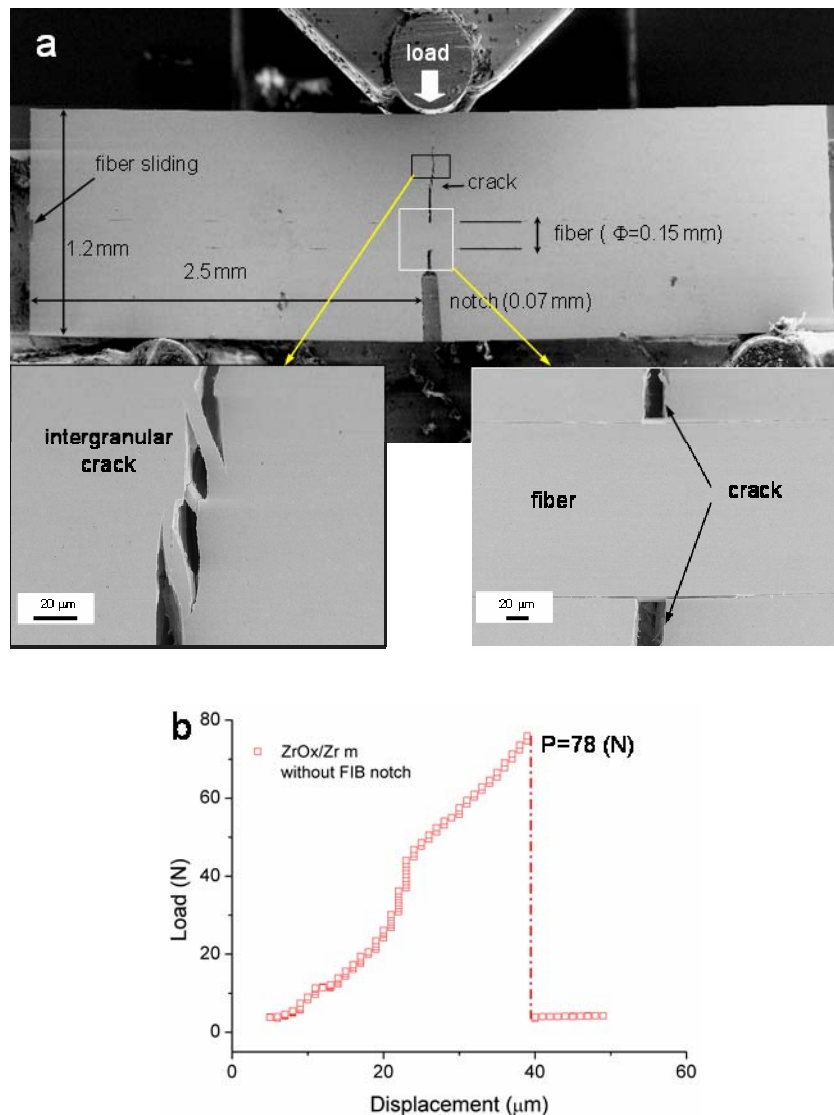 a
load
fiber sliding
crack
fiber ( Φ=0.15 mm)
1.2mm
2.5mm
notch (0.07 mm)
intergranular
crack
20 μm
fiber
crack
20 μm
b
80
60
40
20
0
Load (N)
ZrOx/Zr m
without FIB notch
P=78 (N)
0
20
40
60
Displacement (μm)